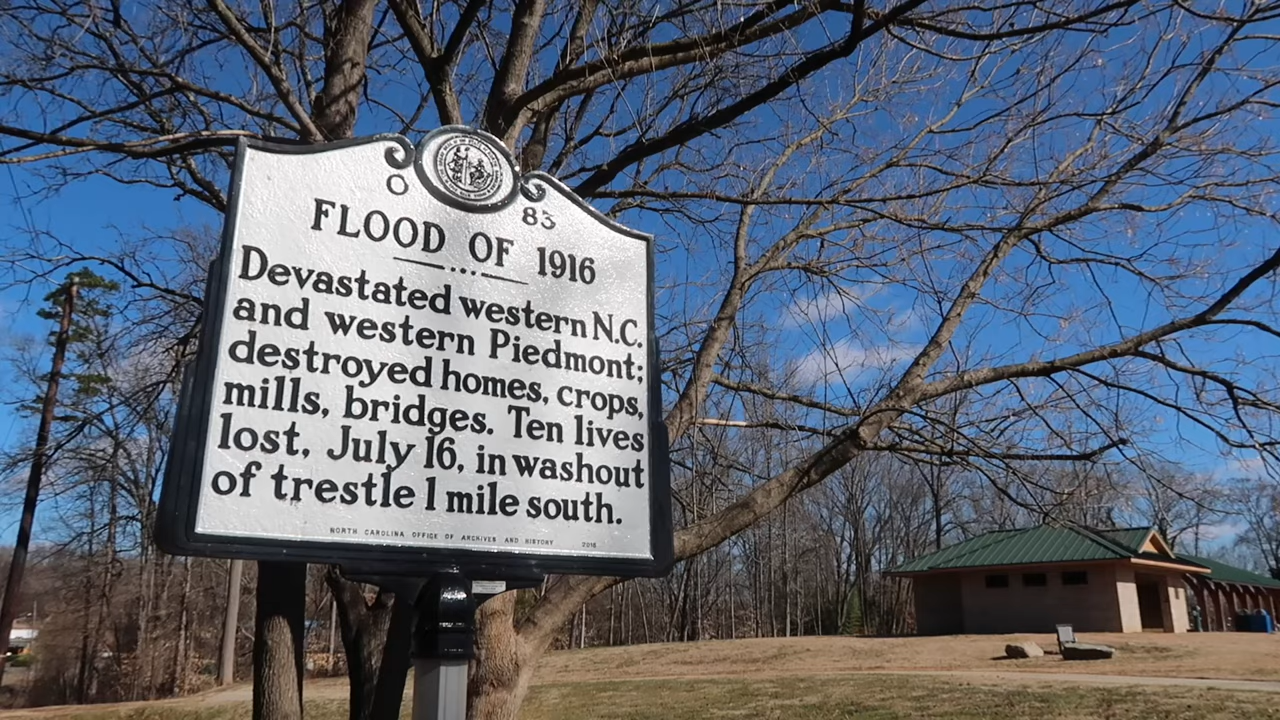 O 83
FLOOD OF 1916
Devastated western N.C.
and western Piedmont;
destroyed homes, crops,
mills, bridges. Ten lives
lost, July 16, in washout
of trestle 1 mile south.
NORTH CAROLINA OFFICE OF ARCHIVES AND HISTORY 2016